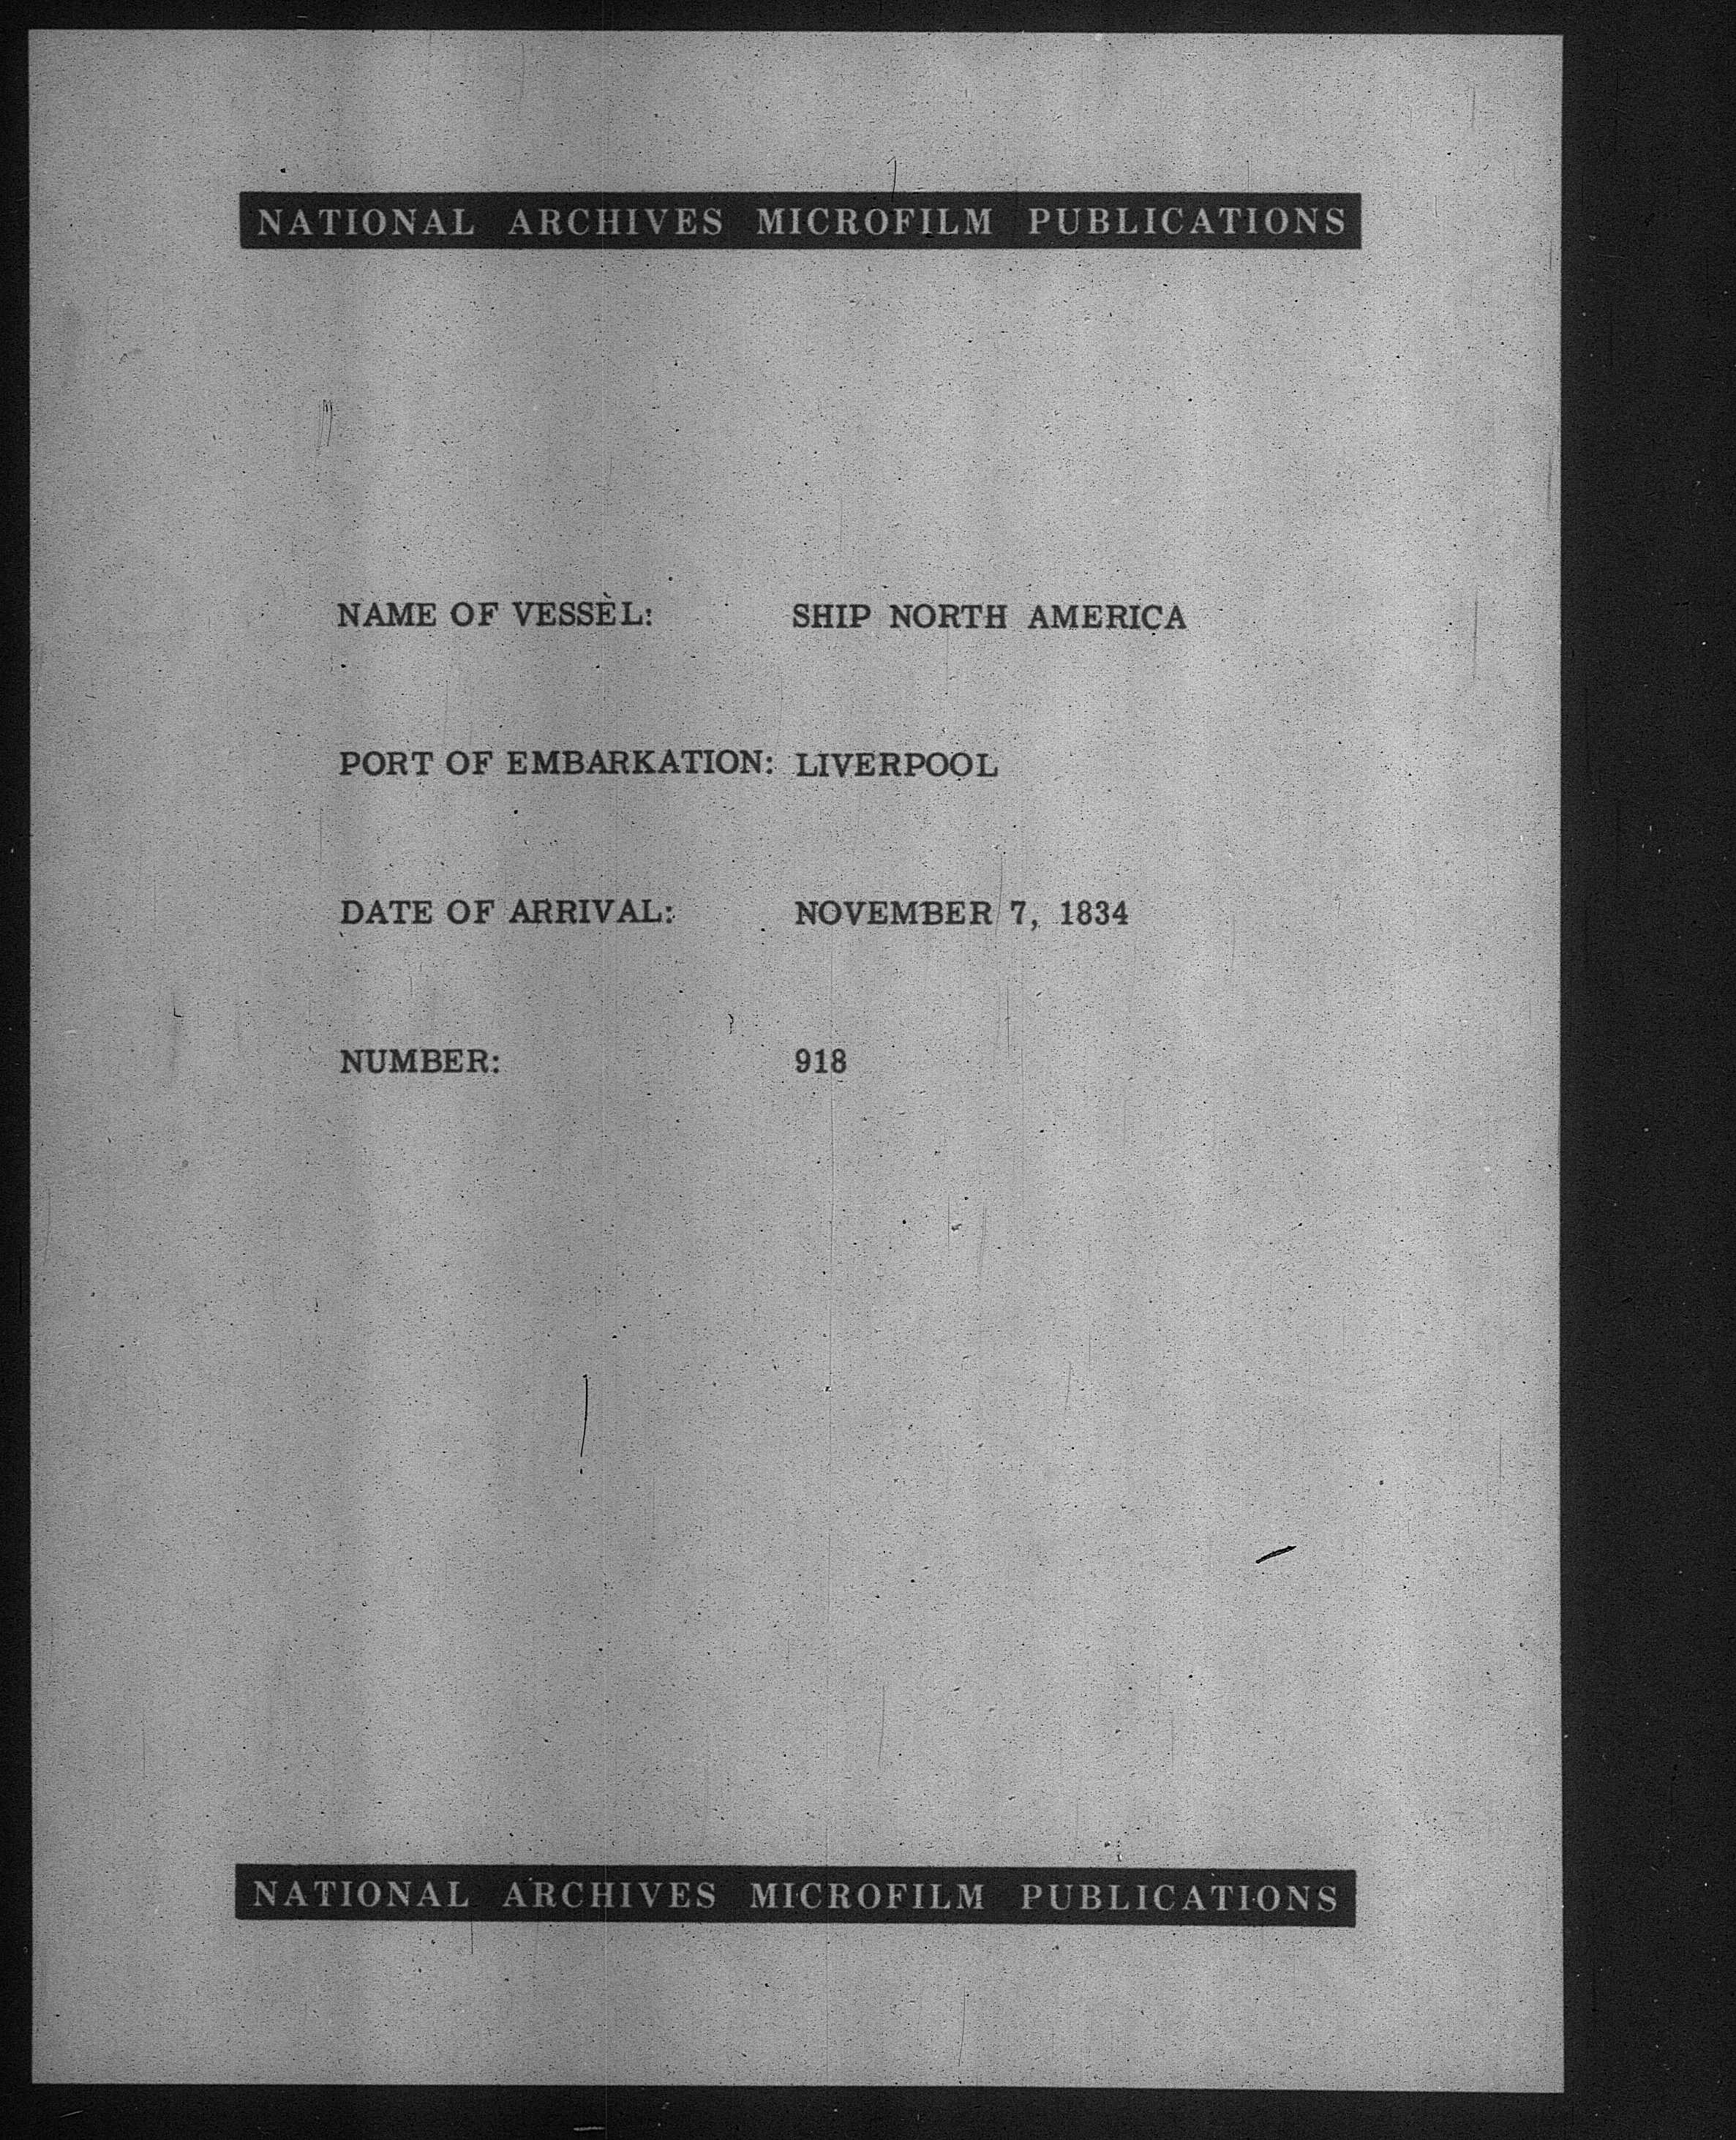 NATIONAL ARCHIVES MICROFILM PUBLICATIONS
NAME OF VESSEL: SHIP NORTH AMERICA
PORT OF EMBARKATION: LIVERPOOL
DATE OF ARRIVAL: NOVEMBER 7, 1834
NUMBER: 918
NATIONAL ARCHIVES MICROFILM PUBLICATIONS